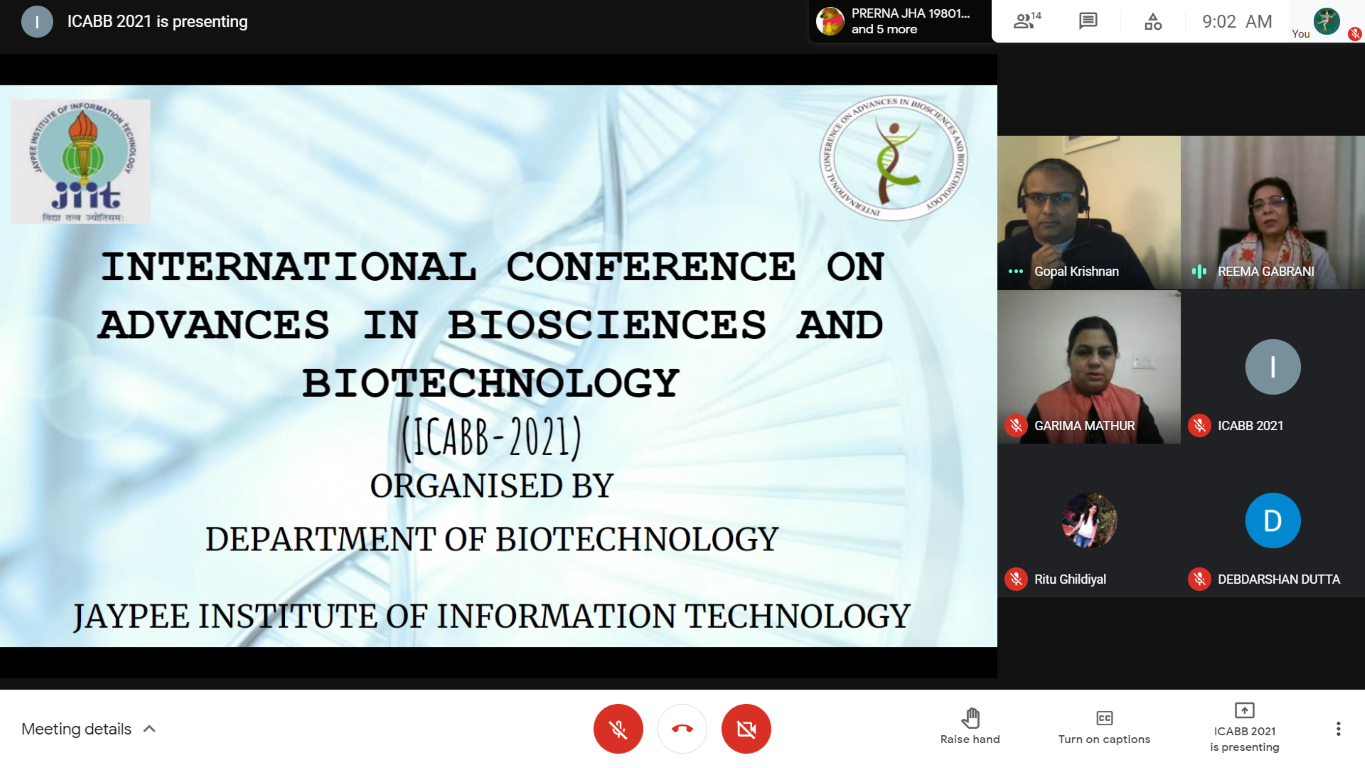 I
ICABB 2021 is presenting
PRERNA JHA 19801...
and 5 more
14
9:02 AM
You
JAYPEE INSTITUTE OF INFORMATION TECHNOLOGY
jiit
विद्या तत्व ज्योतिसमः
INTERNATIONAL CONFERENCE ON ADVANCES IN BIOSCIENCES AND BIOTECHNOLOGY
INTERNATIONAL CONFERENCE ON
ADVANCES IN BIOSCIENCES AND
BIOTECHNOLOGY
(ICABB-2021)
ORGANISED BY
DEPARTMENT OF BIOTECHNOLOGY
JAYPEE INSTITUTE OF INFORMATION TECHNOLOGY
Gopal Krishnan
REEMA GABRANI
GARIMA MATHUR
I
ICABB 2021
Ritu Ghildiyal
D
DEBDARSHAN DUTTA
Meeting details
Raise hand
CC
Turn on captions
ICABB 2021
is presenting